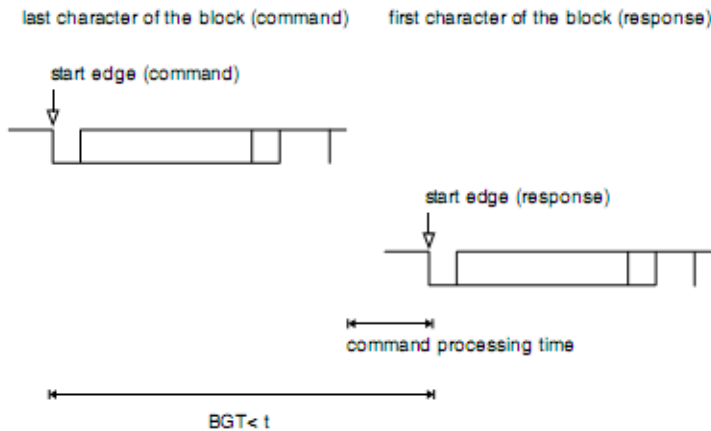 last character of the block (command)
first character of the block (response)
start edge (command)
start edge (response)
command processing time
BGT< t